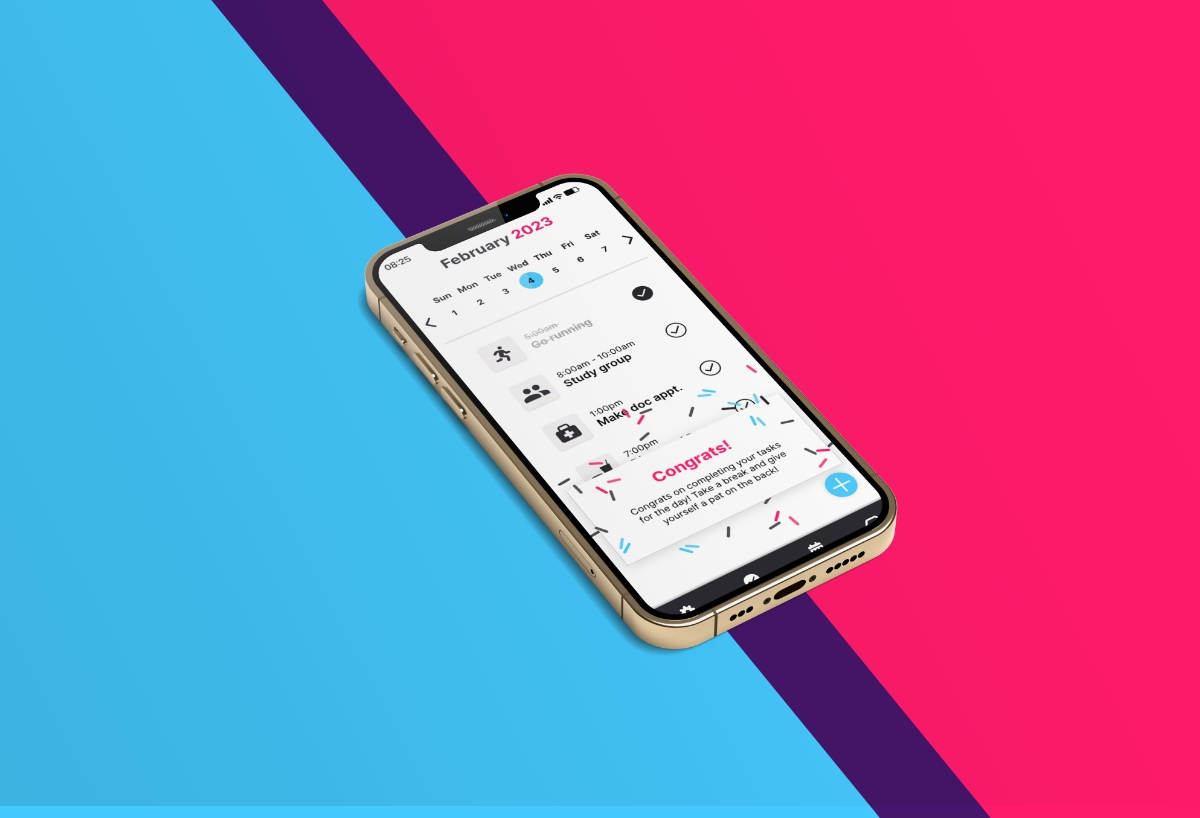 08:25
February 2023
Sun Mon Tue Wed Thu Fri Sat
1 2 3 4 5 6 7
5:00am
Go running
8:00am - 10:00am
Study group
1:00pm
Make doc appt.
7:00pm
Congrats!
Congrats on completing your tasks
for the day! Take a break and give
yourself a pat on the back!